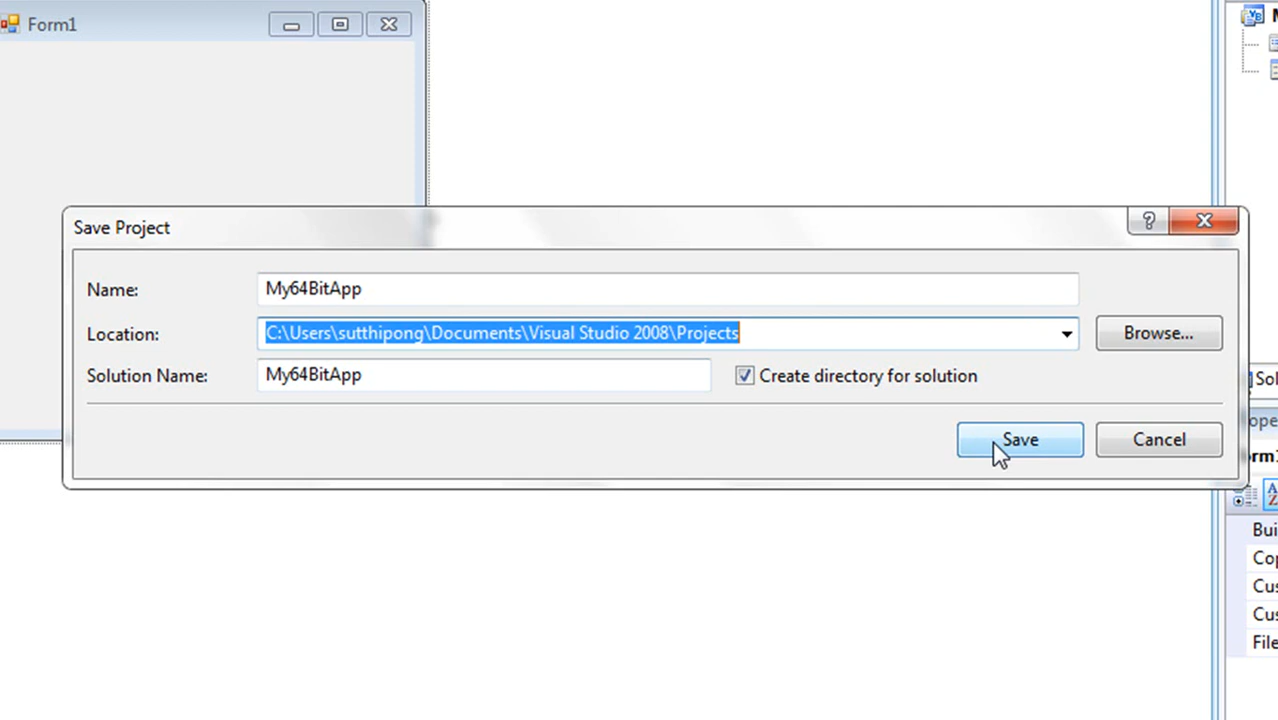 Form1
Save Project
Name: My64BitApp
Location: C:\Users\sutthipong\Documents\Visual Studio 2008\Projects Browse...
Solution Name: My64BitApp Create directory for solution
Save Cancel